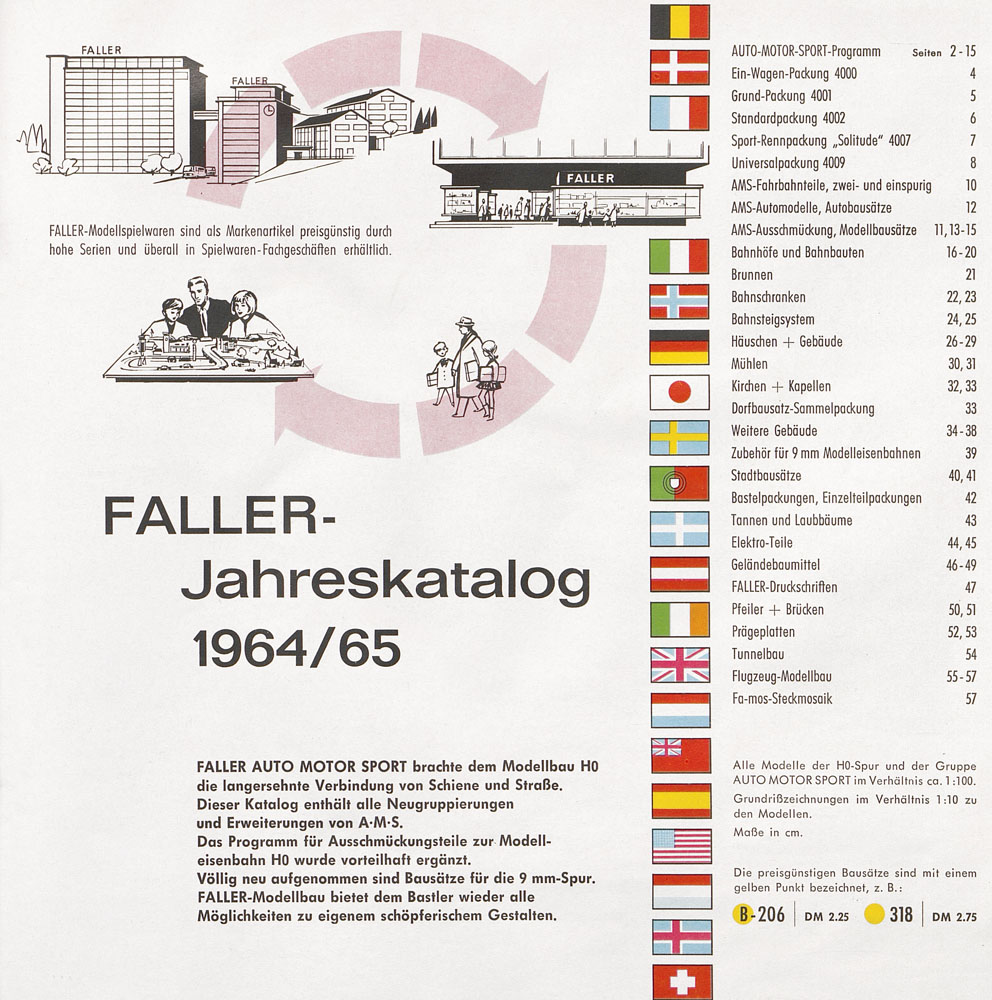 FALLER
FALLER
FALLER
FALLER-Modellspielwaren sind als Markenartikel preisgünstig durch
hohe Serien und überall in Spielwaren-Fachgeschäften erhältlich.
FALLER-
Jahreskatalog
1964/65
FALLER AUTO MOTOR SPORT brachte dem Modellbau H0
die langersehnte Verbindung von Schiene und Straße.
Dieser Katalog enthält alle Neugruppierungen
und Erweiterungen von A·M·S.
Das Programm für Ausschmückungsteile zur Modell-
eisenbahn H0 wurde vorteilhaft ergänzt.
Völlig neu aufgenommen sind Bausätze für die 9 mm-Spur.
FALLER-Modellbau bietet dem Bastler wieder alle
Möglichkeiten zu eigenem schöpferischem Gestalten.
AUTO-MOTOR-SPORT-Programm Seiten 2-15
Ein-Wagen-Packung 4000 4
Grund-Packung 4001 5
Standardpackung 4002 6
Sport-Rennpackung „Solitude“ 4007 7
Universalpackung 4009 8
AMS-Fahrbahnteile, zwei- und einspurig 10
AMS-Automodelle, Autobausätze 12
AMS-Ausschmückung, Modellbausätze 11,13-15
Bahnhöfe und Bahnbauten 16-20
Brunnen 21
Bahnschranken 22, 23
Bahnsteigsystem 24, 25
Häuschen + Gebäude 26-29
Mühlen 30, 31
Kirchen + Kapellen 32, 33
Dorfbausatz-Sammelpackung 33
Weitere Gebäude 34-38
Zubehör für 9 mm Modelleisenbahnen 39
Stadtbausätze 40, 41
Bastelpackungen, Einzelteilpackungen 42
Tannen und Laubbäume 43
Elektro-Teile 44, 45
Geländebaumittel 46-49
FALLER-Druckschriften 47
Pfeiler + Brücken 50, 51
Prägeplatten 52, 53
Tunnelbau 54
Flugzeug-Modellbau 55-57
Fa-mos-Steckmosaik 57
Alle Modelle der H0-Spur und der Gruppe
AUTO MOTOR SPORT im Verhältnis ca. 1:100.
Grundrißzeichnungen im Verhältnis 1:10 zu
den Modellen.
Maße in cm.
Die preisgünstigen Bausätze sind mit einem
gelben Punkt bezeichnet, z. B.:
B-206 DM 2.25 318 DM 2.75